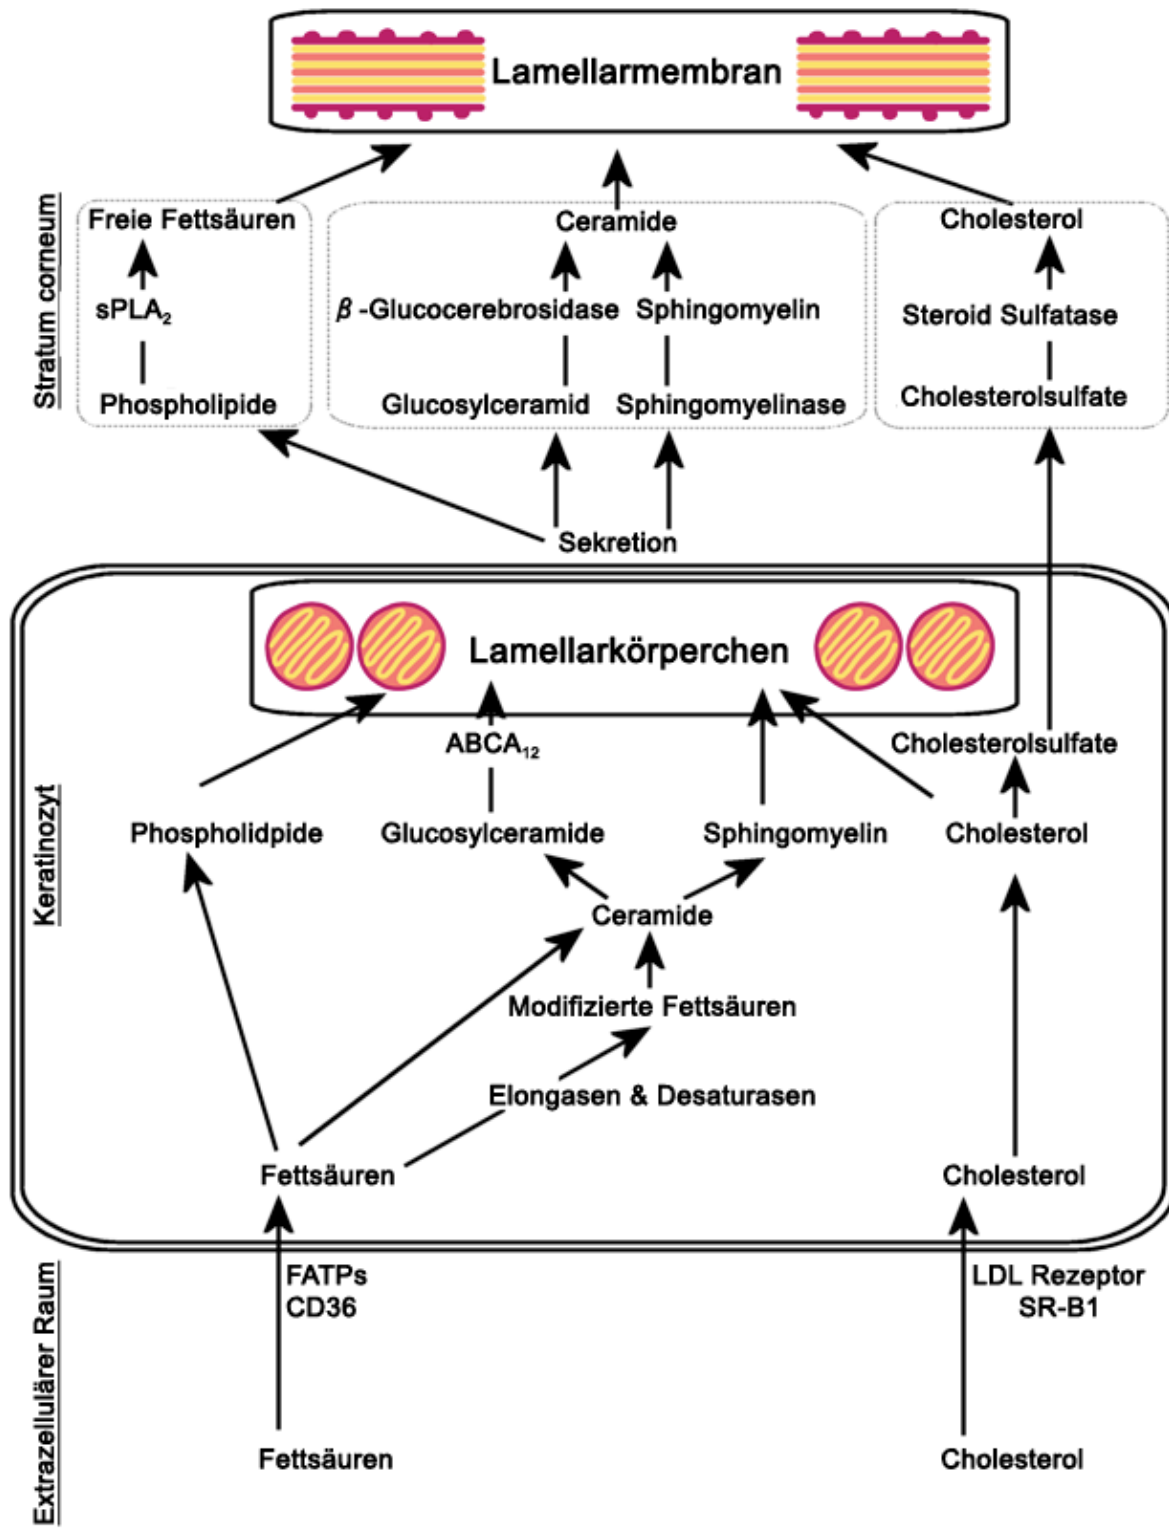 Lamellarmembran
Stratum corneum
Freie Fettsäuren
Ceramide
Cholesterol
sPLA₂
β -Glucocerebrosidase
Sphingomyelin
Steroid Sulfatase
Phospholipide
Glucosylceramid
Sphingomyelinase
Cholesterolsulfate
Sekretion
Keratinozyt
Lamellarkörperchen
ABCA₁₂
Cholesterolsulfate
Phospholidpide
Glucosylceramide
Sphingomyelin
Cholesterol
Ceramide
Modifizierte Fettsäuren
Elongasen & Desaturasen
Fettsäuren
Cholesterol
Extrazellulärer Raum
FATPs
CD36
LDL Rezeptor
SR-B1
Fettsäuren
Cholesterol